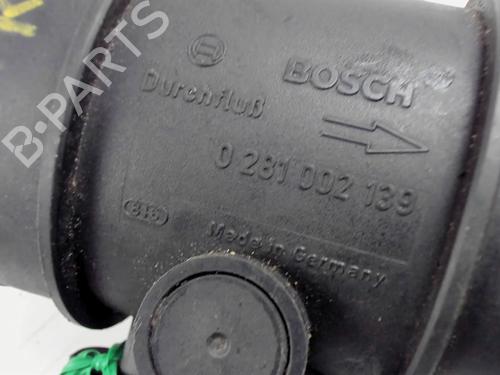 BOSCH
Durchfluß
0 281 002 139
Made in Germany
B-PARTS